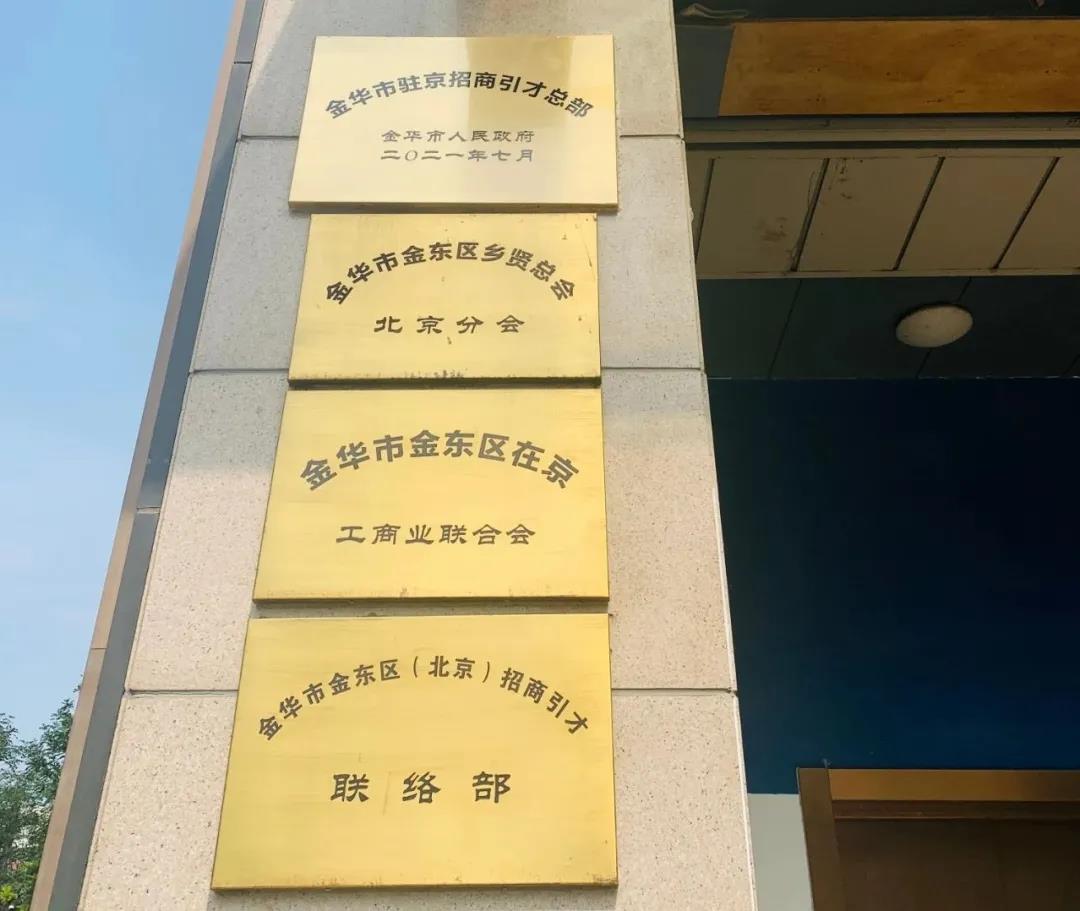 金华市驻京招商引才总部
金华市人民政府
二〇二一年七月
金华市金东区乡贤总会
北京分会
金华市金东区在京
工商业联合会
金华市金东区（北京）招商引才
联络部